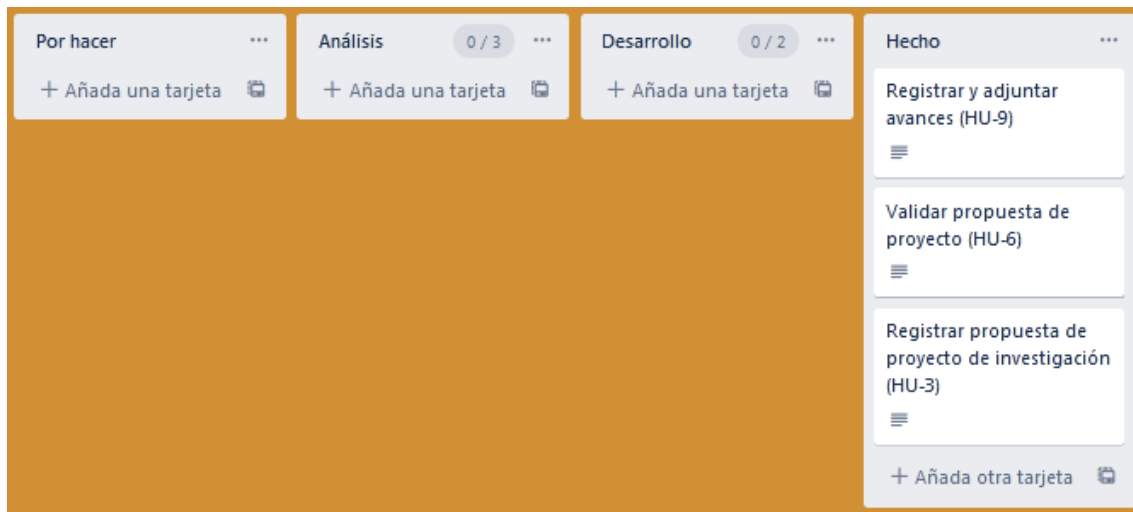 Por hacer
Análisis
0 / 3
Desarrollo
0 / 2
Hecho
+ Añada una tarjeta
+ Añada una tarjeta
+ Añada una tarjeta
Registrar y adjuntar
avances (HU-9)
Validar propuesta de
proyecto (HU-6)
Registrar propuesta de
proyecto de investigación
(HU-3)
+ Añada otra tarjeta